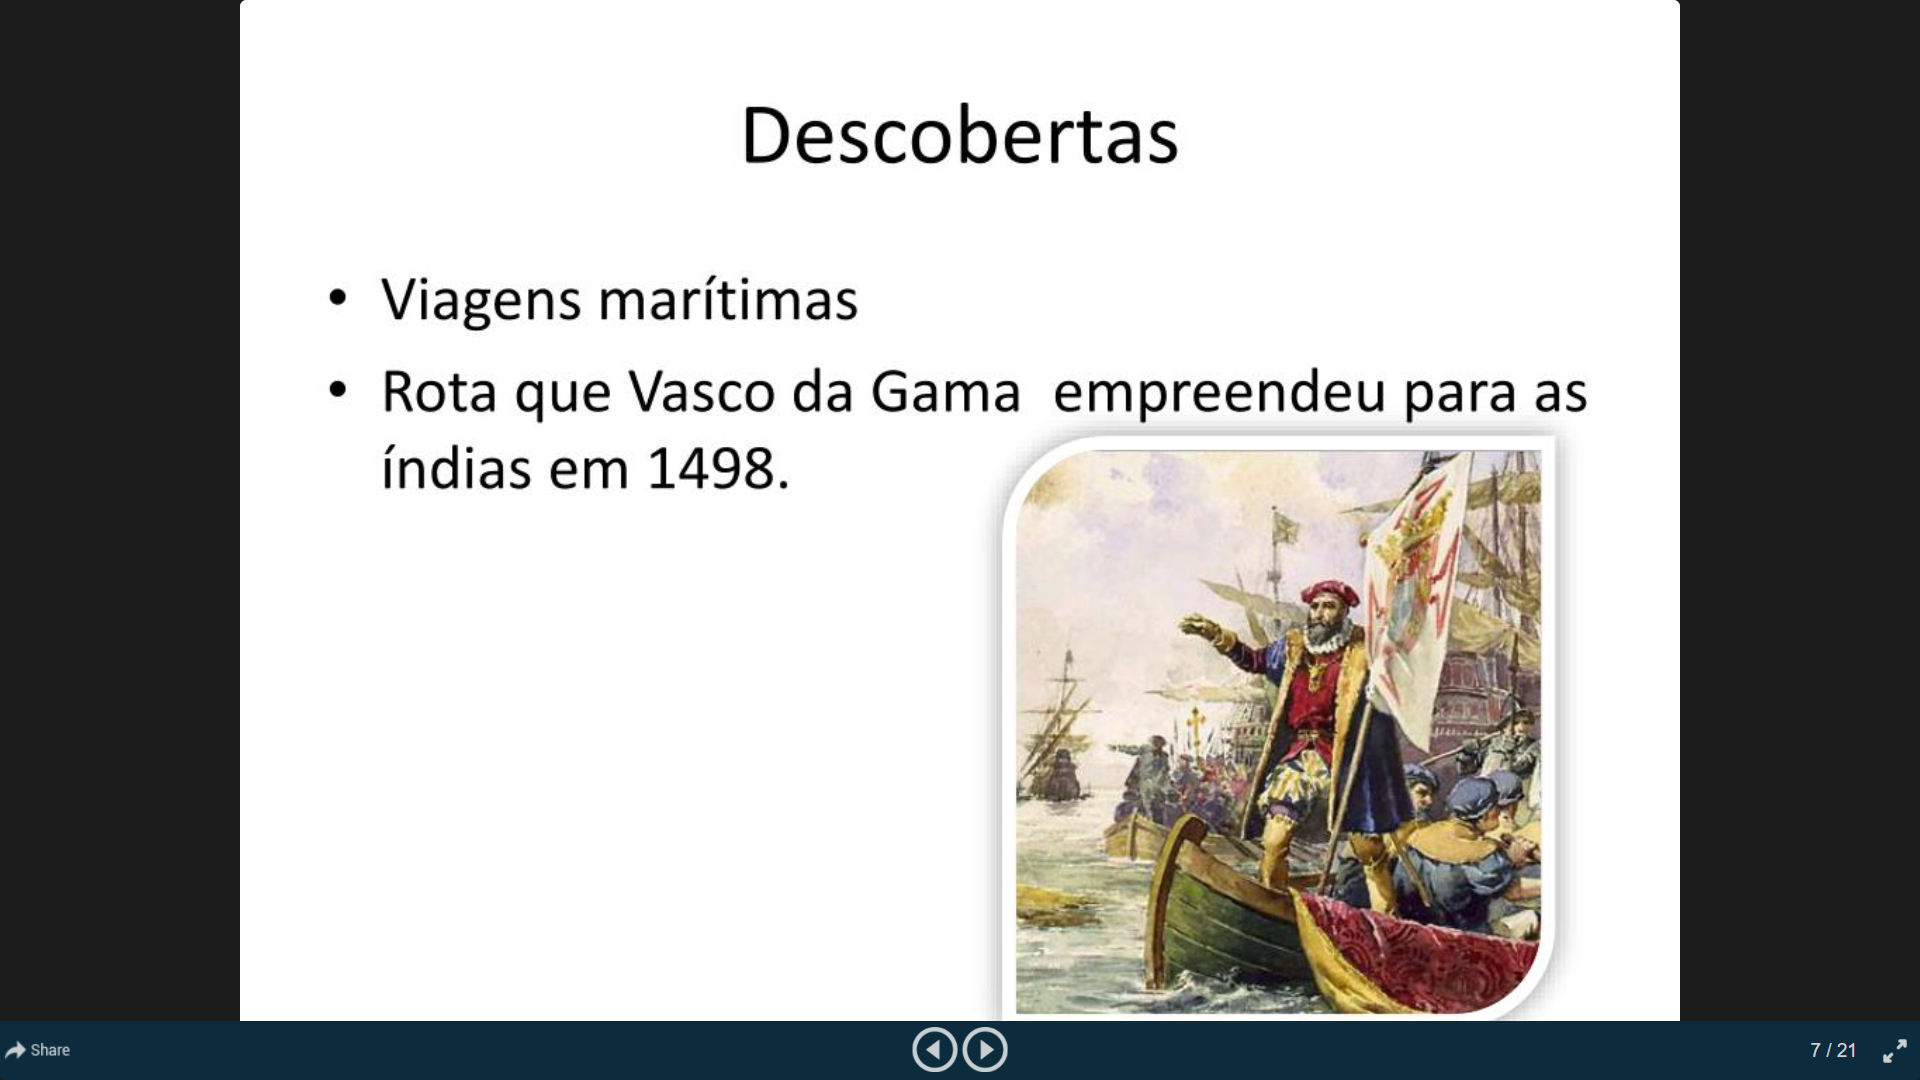 Descobertas
• Viagens marítimas
• Rota que Vasco da Gama  empreendeu para as
índias em 1498.
Share
7 / 21